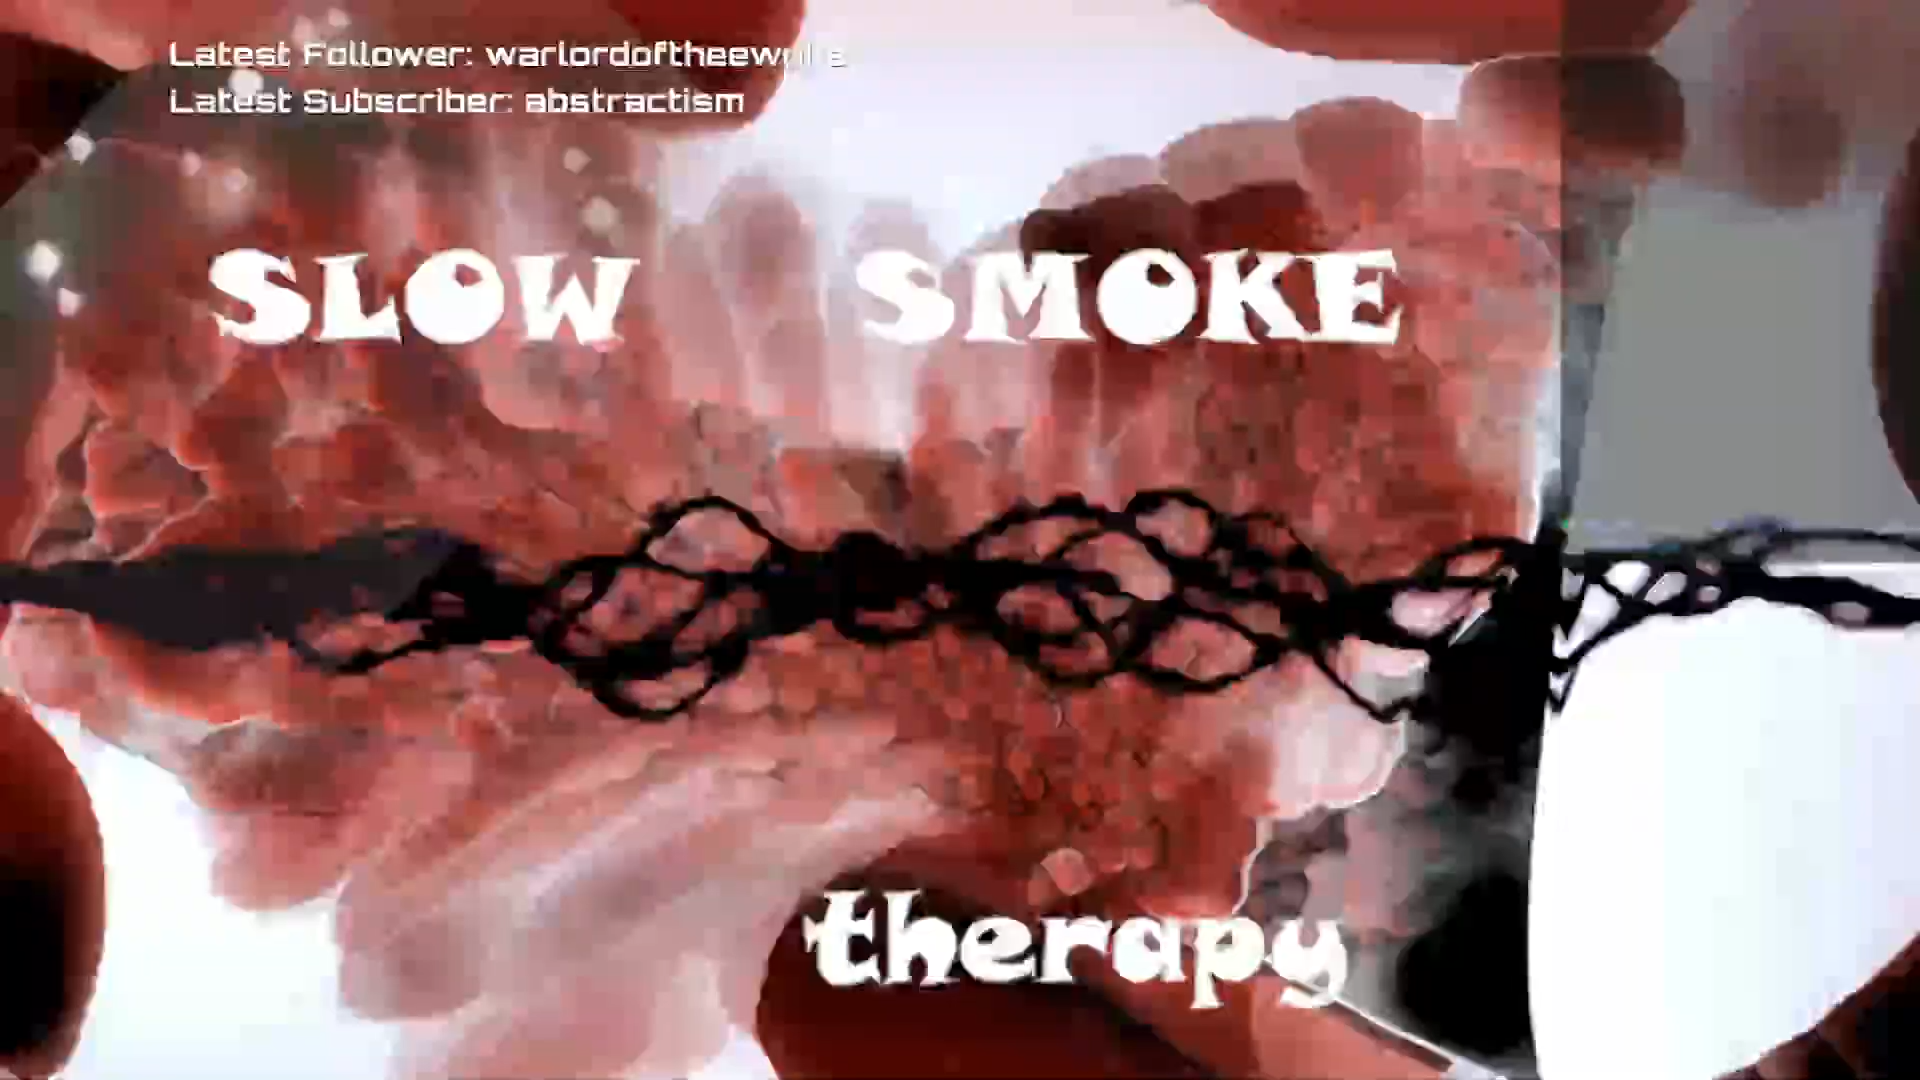 Latest Follower:
Latest Subscriber: abstractism
SLOW SMOKE
therapy